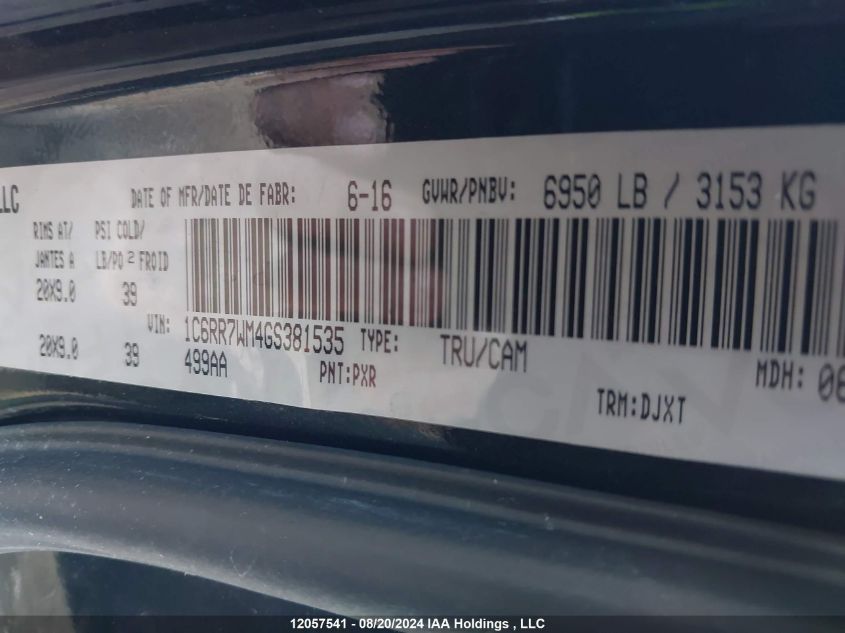 LLC
DATE OF MFR/DATE DE FABR: 6-16 GVWR/PNBV: 6950 LB / 3153 KG
RIMS AT/ PSI COLD/
JANTES A LB/PO² FROID
20X9.0 39
VIN: 1C6RR7WM4GS381535 TYPE: TRU/CAM MDH: 06
20X9.0 39 499AA PNT:PXR TRM:DJXT
12057541 - 08/20/2024 IAA Holdings , LLC